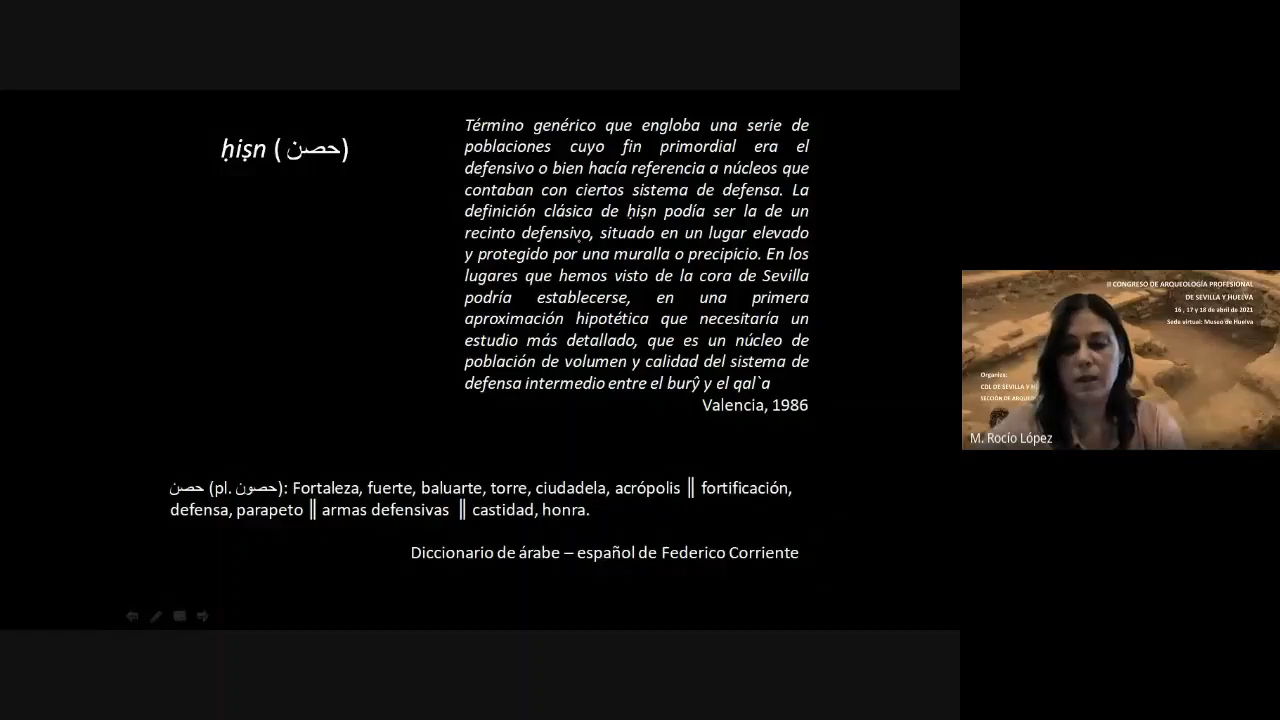 ḥiṣn ( حصن)
Término genérico que engloba una serie de
poblaciones cuyo fin primordial era el
defensivo o bien hacía referencia a núcleos que
contaban con ciertos sistema de defensa. La
definición clásica de ḥiṣn podía ser la de un
recinto defensivo, situado en un lugar elevado
y protegido por una muralla o precipicio. En los
lugares que hemos visto de la cora de Sevilla
podría establecerse, en una primera
aproximación hipotética que necesitaría un
estudio más detallado, que es un núcleo de
población de volumen y calidad del sistema de
defensa intermedio entre el burŷ y el qal`a
Valencia, 1986
حصن (pl. حصون): Fortaleza, fuerte, baluarte, torre, ciudadela, acrópolis ║ fortificación,
defensa, parapeto ║ armas defensivas ║ castidad, honra.
Diccionario de árabe – español de Federico Corriente
II CONGRESO DE ARQUEOLOGÍA PROFESIONAL
DE SEVILLA Y HUELVA
16 , 17 y 18 de abril de 2021
Sede virtual: Museo de Huelva
Organiza:
CDL DE SEVILLA Y H
SECCIÓN DE ARQUEO
M. Rocío López